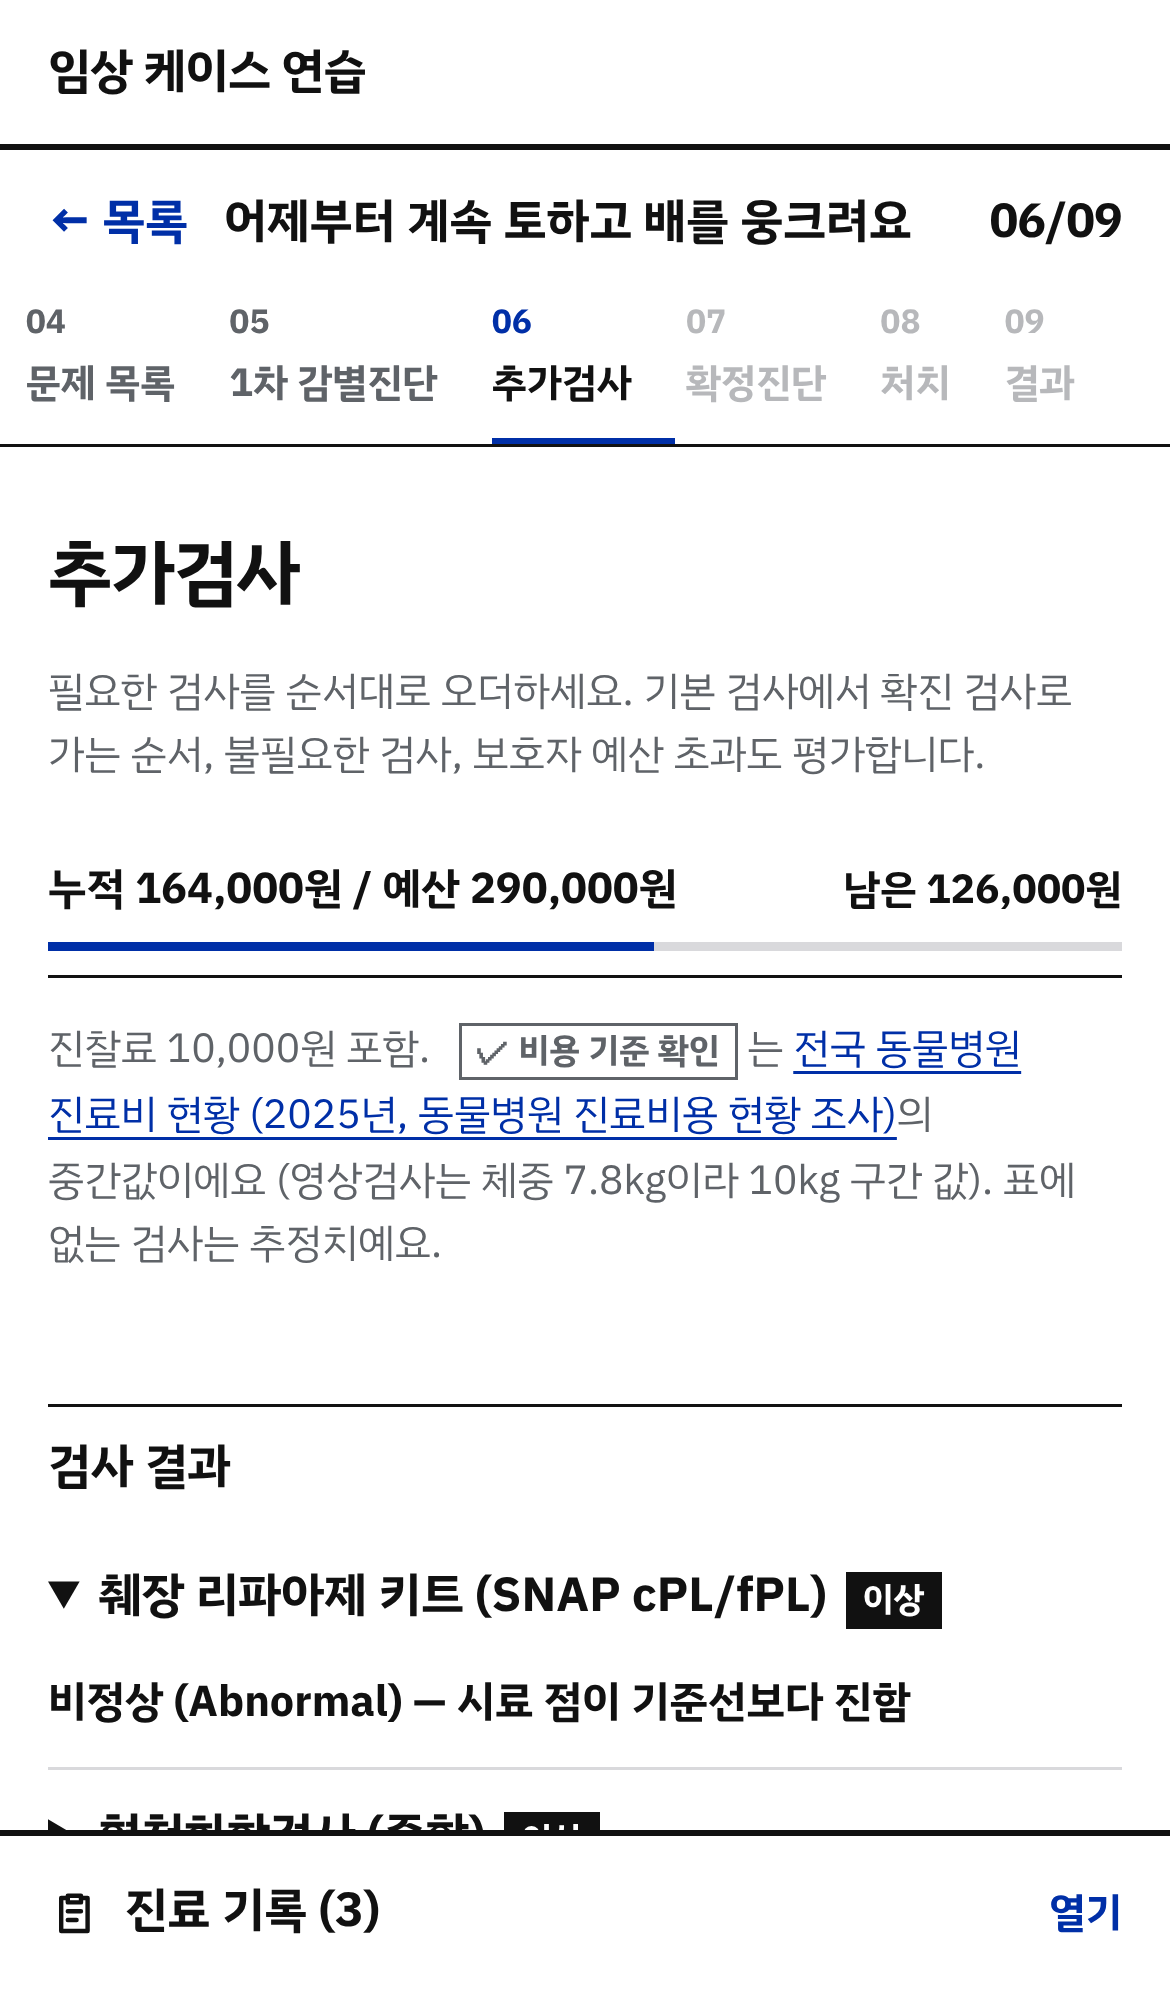 임상 케이스 연습
← 목록 어제부터 계속 토하고 배를 웅크려요 06/09
04 05 06 07 08 09
문제 목록 1차 감별진단 추가검사 확정진단 처치 결과
추가검사
필요한 검사를 순서대로 오더하세요. 기본 검사에서 확진 검사로
가는 순서, 불필요한 검사, 보호자 예산 초과도 평가합니다.
누적 164,000원 / 예산 290,000원 남은 126,000원
진찰료 10,000원 포함. ✓ 비용 기준 확인 는 전국 동물병원
진료비 현황 (2025년, 동물병원 진료비용 현황 조사)의
중간값이에요 (영상검사는 체중 7.8kg이라 10kg 구간 값). 표에
없는 검사는 추정치예요.
검사 결과
▼ 췌장 리파아제 키트 (SNAP cPL/fPL) 이상
비정상 (Abnormal) — 시료 점이 기준선보다 진함
진료 기록 (3) 열기